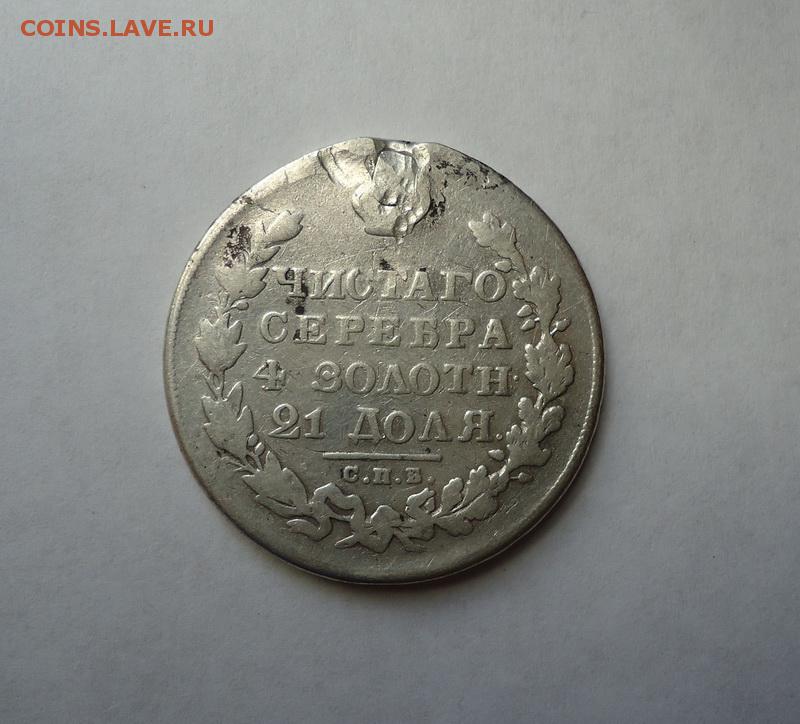 COINS.LAVE.RU
ЧИСТАГО
СЕРЕБРА
4 ЗОЛОТН.
21 ДОЛЯ.
С.П.Б.